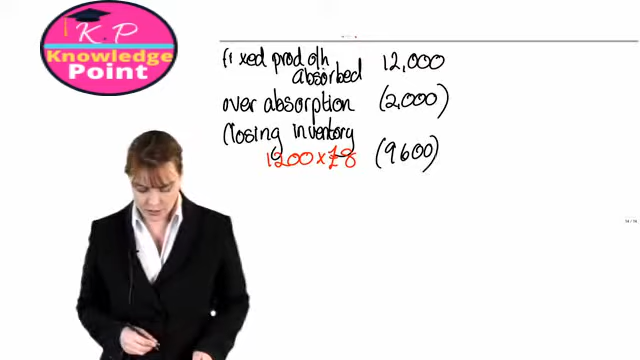 K.P
Knowledge
Point
fixed prod o/h
absorbed 12,000
over absorption (2,000)
Closing inventory
1200 x £8 (9600)